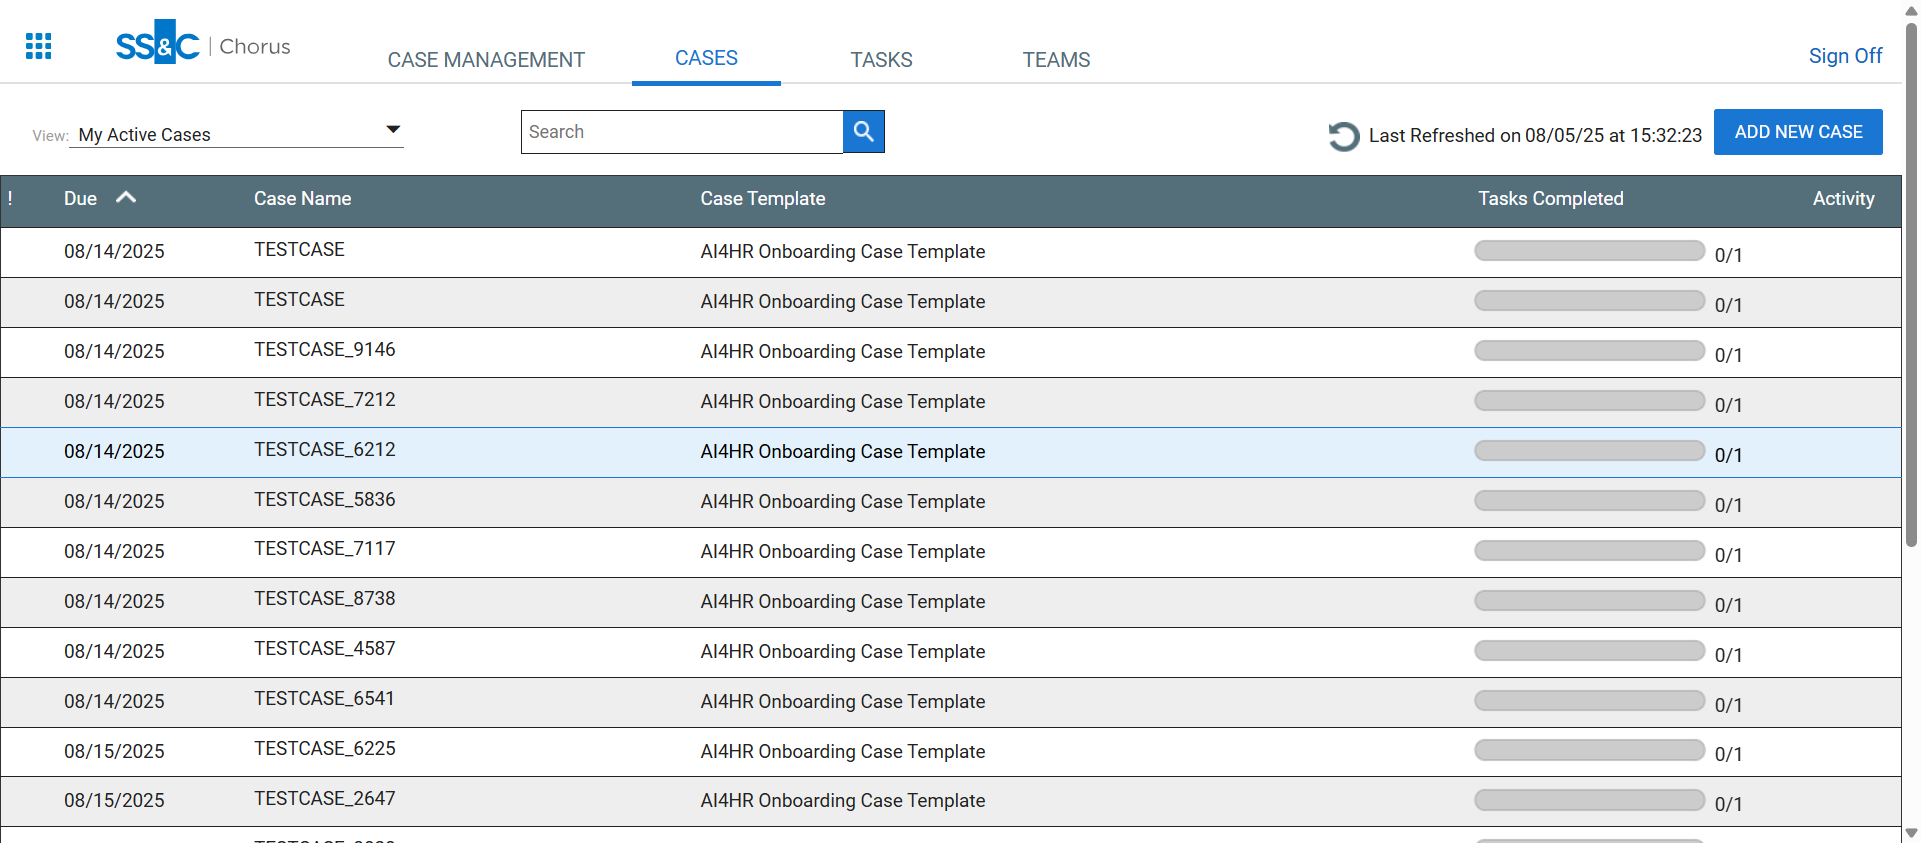 SS&C | Chorus
CASE MANAGEMENT
CASES
TASKS
TEAMS
Sign Off
View: My Active Cases
Search
Last Refreshed on 08/05/25 at 15:32:23
ADD NEW CASE
! Due Case Name Case Template Tasks Completed Activity
08/14/2025 TESTCASE AI4HR Onboarding Case Template 0/1
08/14/2025 TESTCASE AI4HR Onboarding Case Template 0/1
08/14/2025 TESTCASE_9146 AI4HR Onboarding Case Template 0/1
08/14/2025 TESTCASE_7212 AI4HR Onboarding Case Template 0/1
08/14/2025 TESTCASE_6212 AI4HR Onboarding Case Template 0/1
08/14/2025 TESTCASE_5836 AI4HR Onboarding Case Template 0/1
08/14/2025 TESTCASE_7117 AI4HR Onboarding Case Template 0/1
08/14/2025 TESTCASE_8738 AI4HR Onboarding Case Template 0/1
08/14/2025 TESTCASE_4587 AI4HR Onboarding Case Template 0/1
08/14/2025 TESTCASE_6541 AI4HR Onboarding Case Template 0/1
08/15/2025 TESTCASE_6225 AI4HR Onboarding Case Template 0/1
08/15/2025 TESTCASE_2647 AI4HR Onboarding Case Template 0/1